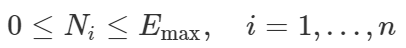 0 ≤ N_i ≤ E_max, i = 1, ..., n